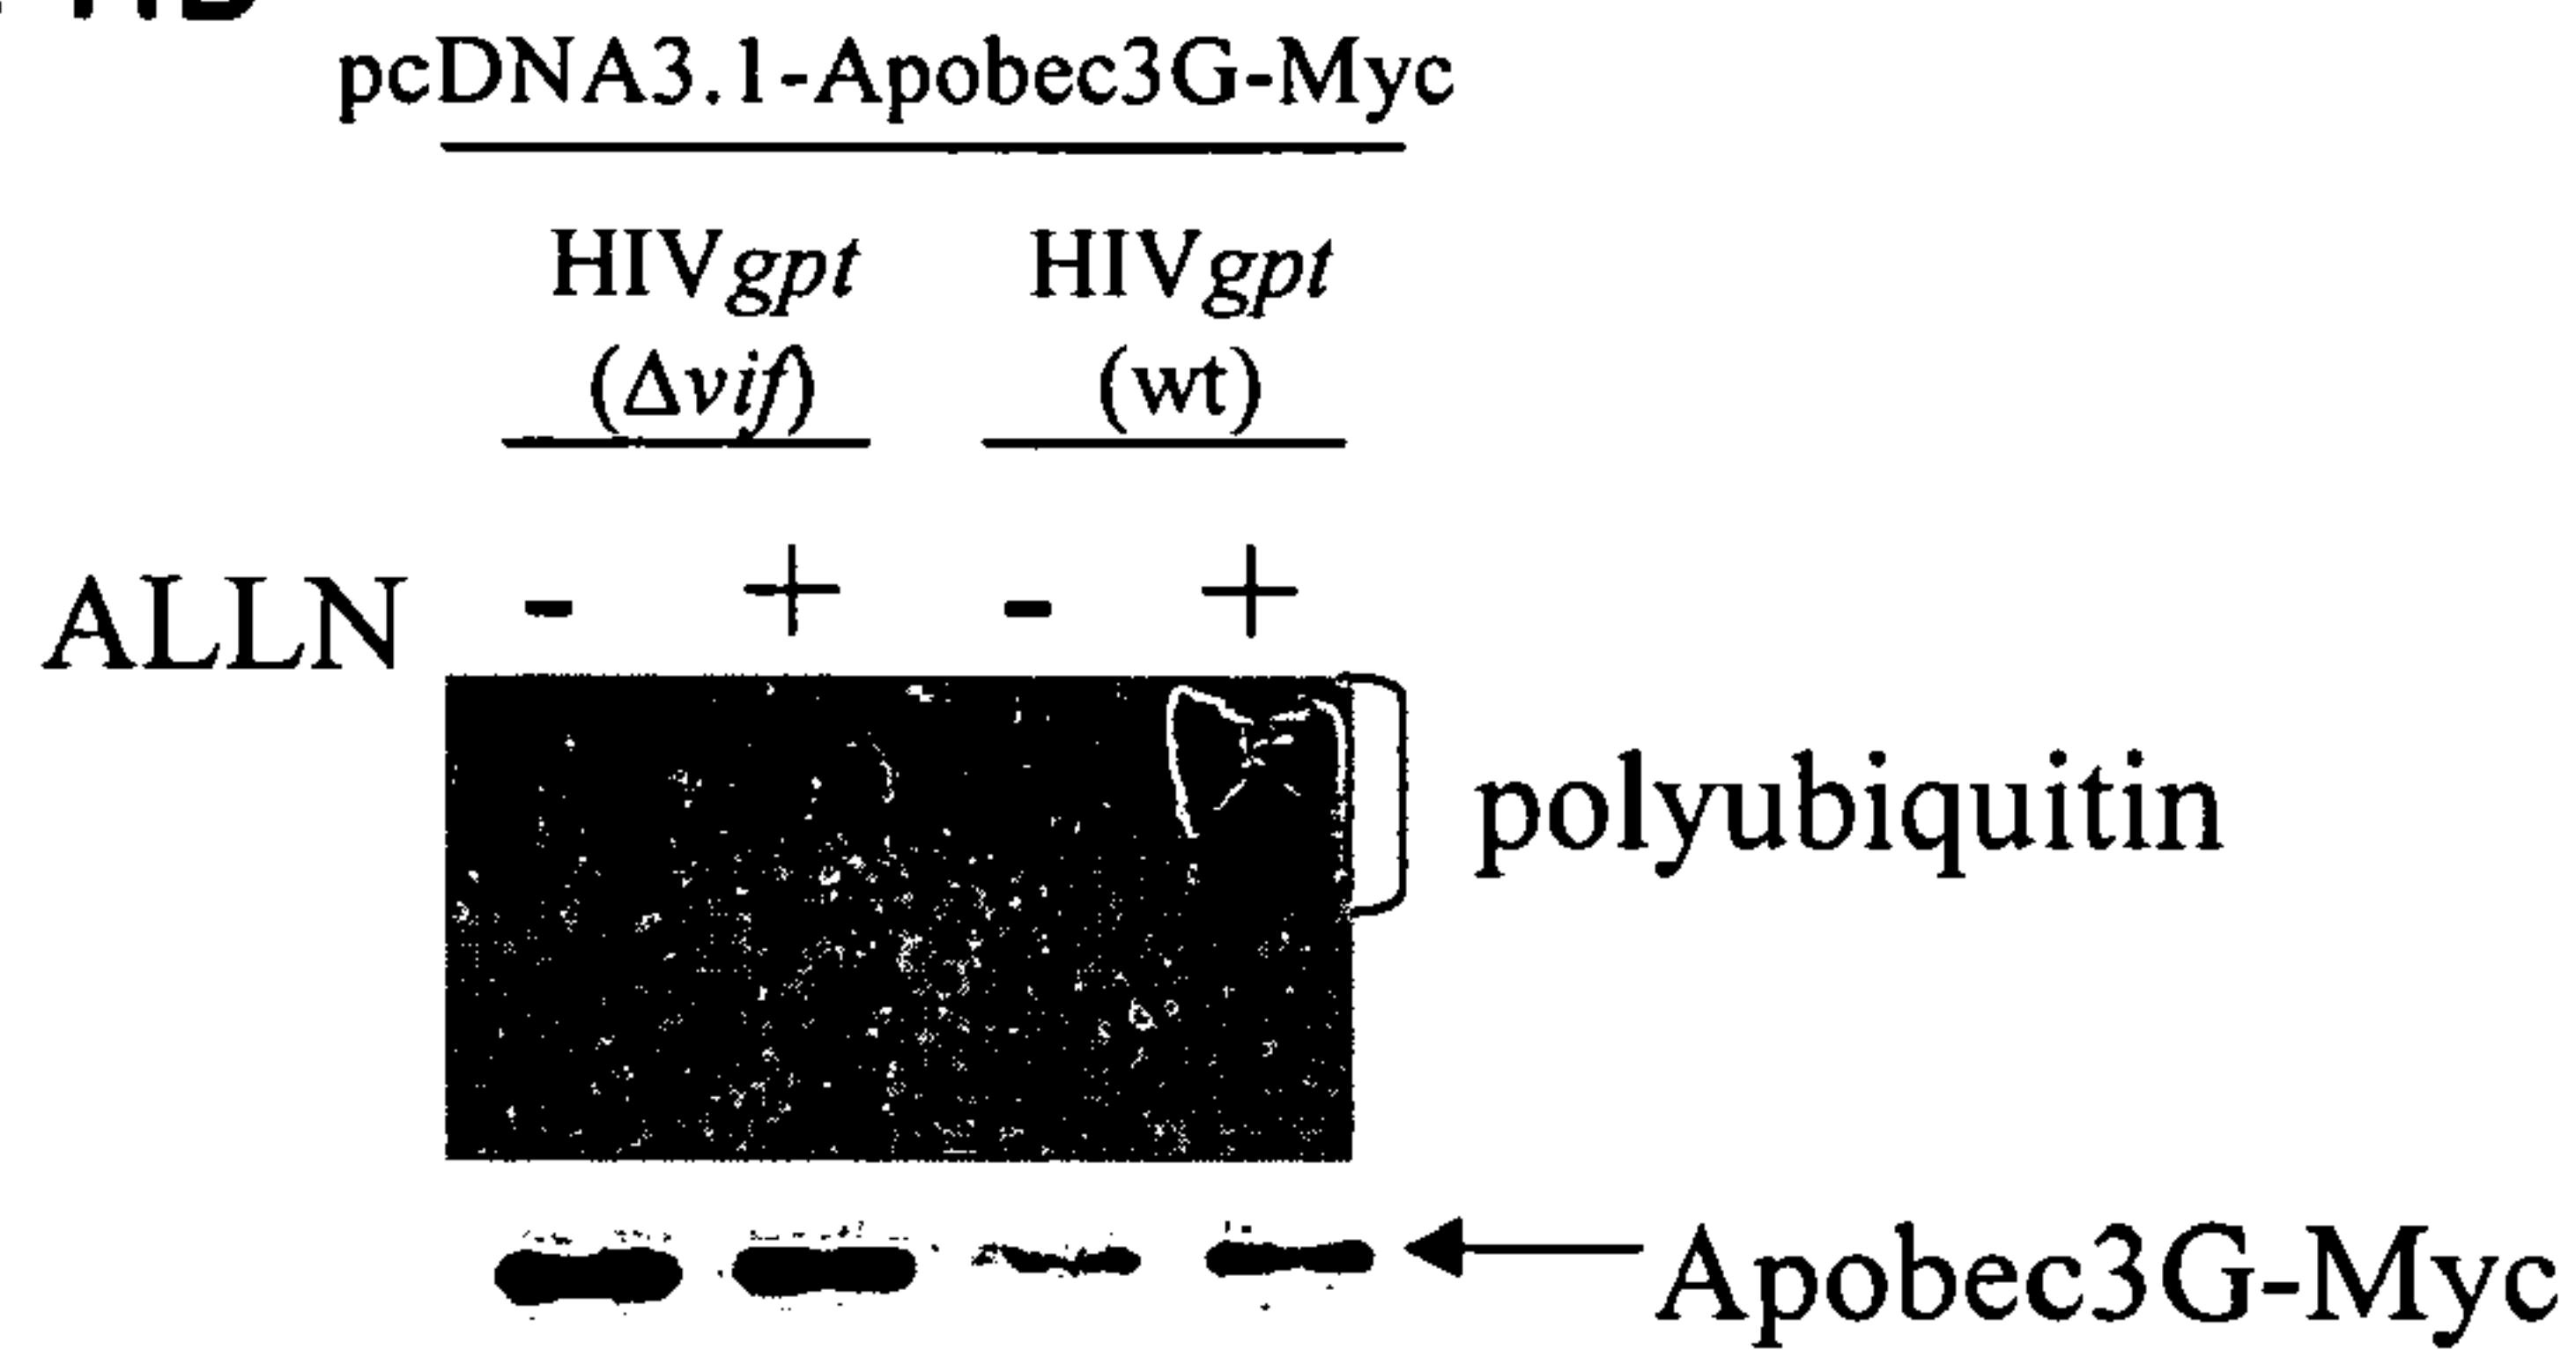 pcDNA3.1-Apobec3G-Myc
HIVgpt HIVgpt
(Δvif) (wt)
ALLN - + - +
polyubiquitin
Apobec3G-Myc